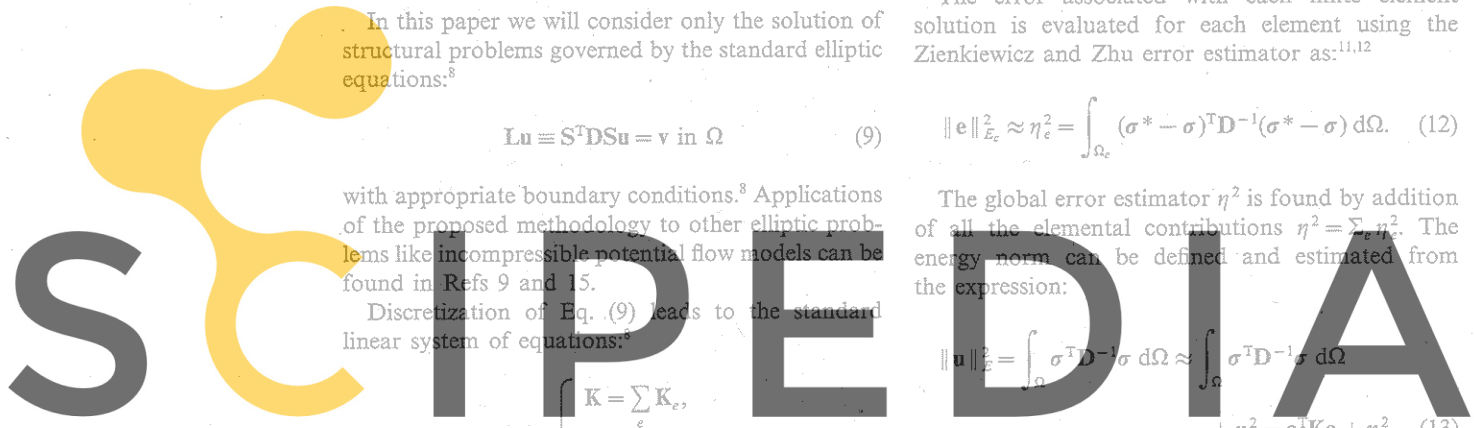 In this paper we will consider only the solution of
structural problems governed by the standard elliptic
equations:⁸
Lu ≡ SᵀDSu = v in Ω (9)
with appropriate boundary conditions.⁸ Applications
of the proposed methodology to other elliptic prob-
lems like incompressible potential flow models can be
found in Refs 9 and 15.
Discretization of Eq. (9) leads to the standard
linear system of equations:⁸
K = ∑ₑ Kₑ,
solution is evaluated for each element using the
Zienkiewicz and Zhu error estimator as:¹¹,¹²
‖e‖²_{Eₑ} ≈ ηₑ² = ∫_{Ωₑ} (σ* − σ)ᵀD⁻¹(σ* − σ) dΩ. (12)
The global error estimator η² is found by addition
of all the elemental contributions η² = Σₑ ηₑ². The
energy norm can be defined and estimated from
the expression:
‖u‖²_E = ∫_Ω σᵀD⁻¹σ dΩ ≈ ∫_Ω σᵀD⁻¹σ dΩ
SCIPEDIA